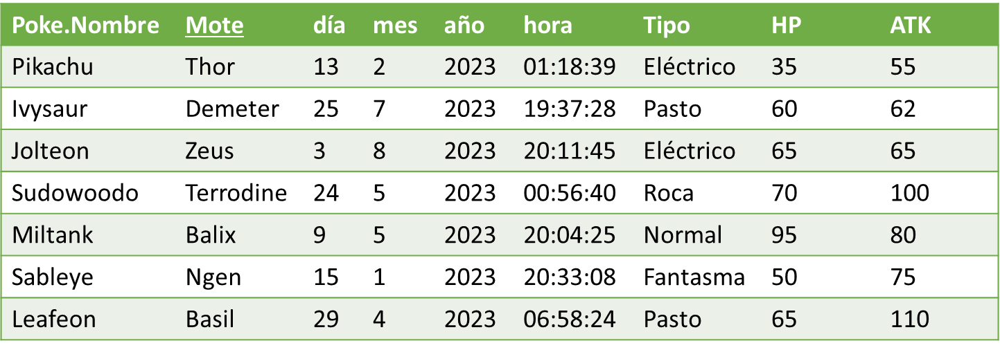 Poke.Nombre Mote día mes año hora Tipo HP ATK
Pikachu Thor 13 2 2023 01:18:39 Eléctrico 35 55
Ivysaur Demeter 25 7 2023 19:37:28 Pasto 60 62
Jolteon Zeus 3 8 2023 20:11:45 Eléctrico 65 65
Sudowoodo Terrodine 24 5 2023 00:56:40 Roca 70 100
Miltank Balix 9 5 2023 20:04:25 Normal 95 80
Sableye Ngen 15 1 2023 20:33:08 Fantasma 50 75
Leafeon Basil 29 4 2023 06:58:24 Pasto 65 110